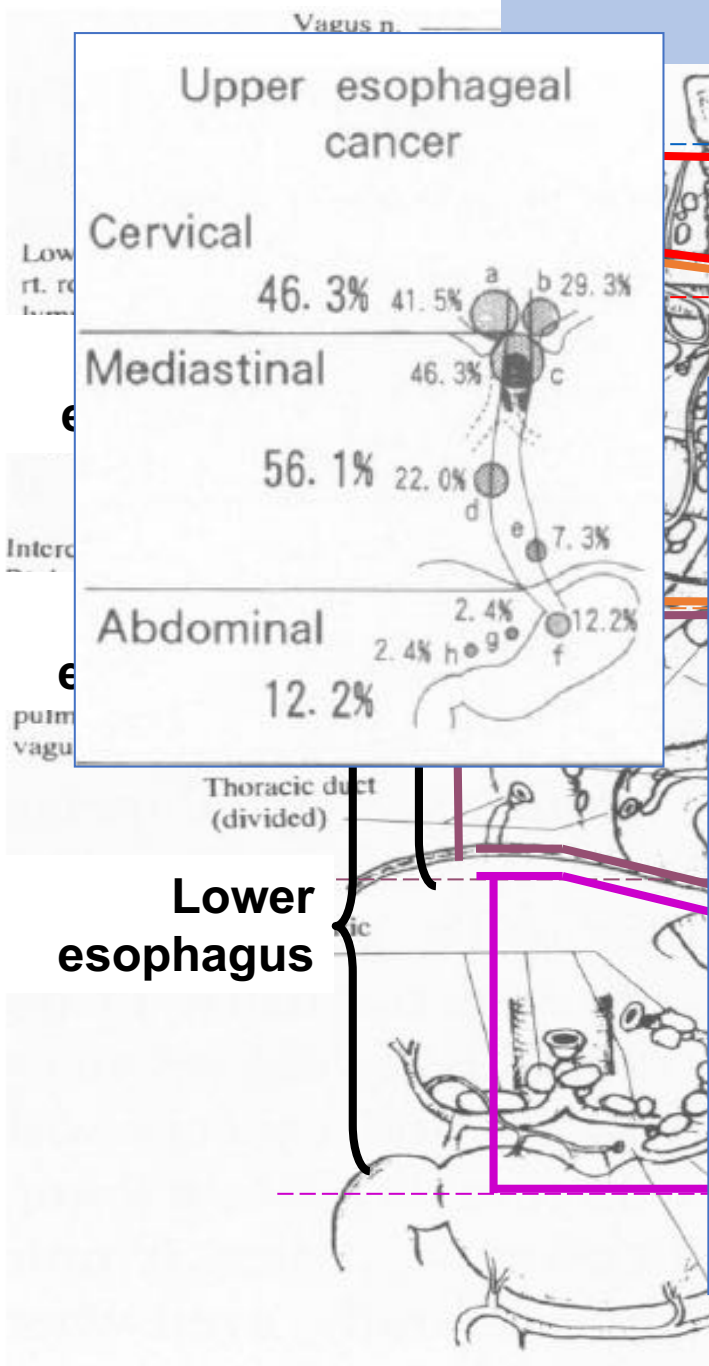 Vagus n.
Upper esophageal
cancer
Cervical
46.3%
a
b
41.5%
29.3%
Mediastinal
46.3%
c
56.1%
22.0%
d
e
7.3%
Abdominal
2.4%
12.2%
2.4% h
g
f
12.2%
Low
rt.
e
e
pulm
vagu
Thoracic duct
(divided)
Lower
esophagus
ic